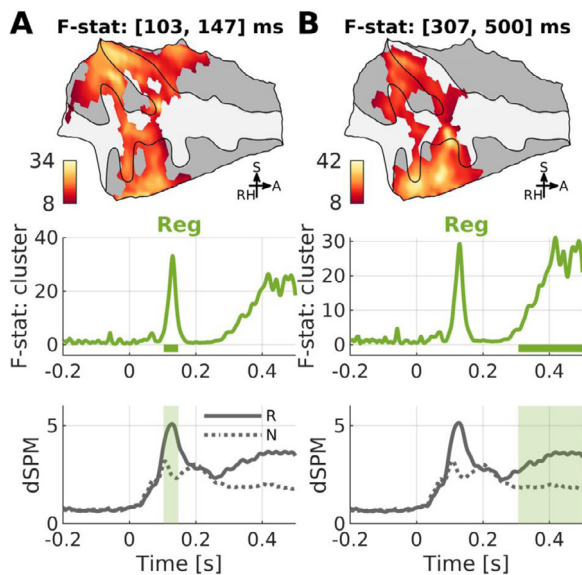 A F-stat: [103, 147] ms
34
8
S
RH A
Reg
F-stat: cluster
40
20
0
-0.2 0 0.2 0.4
R
N
dSPM
5
0
-0.2 0 0.2 0.4
Time [s]
B F-stat: [307, 500] ms
42
8
S
RH A
Reg
F-stat: cluster
30
20
10
0
-0.2 0 0.2 0.4
dSPM
5
0
-0.2 0 0.2 0.4
Time [s]